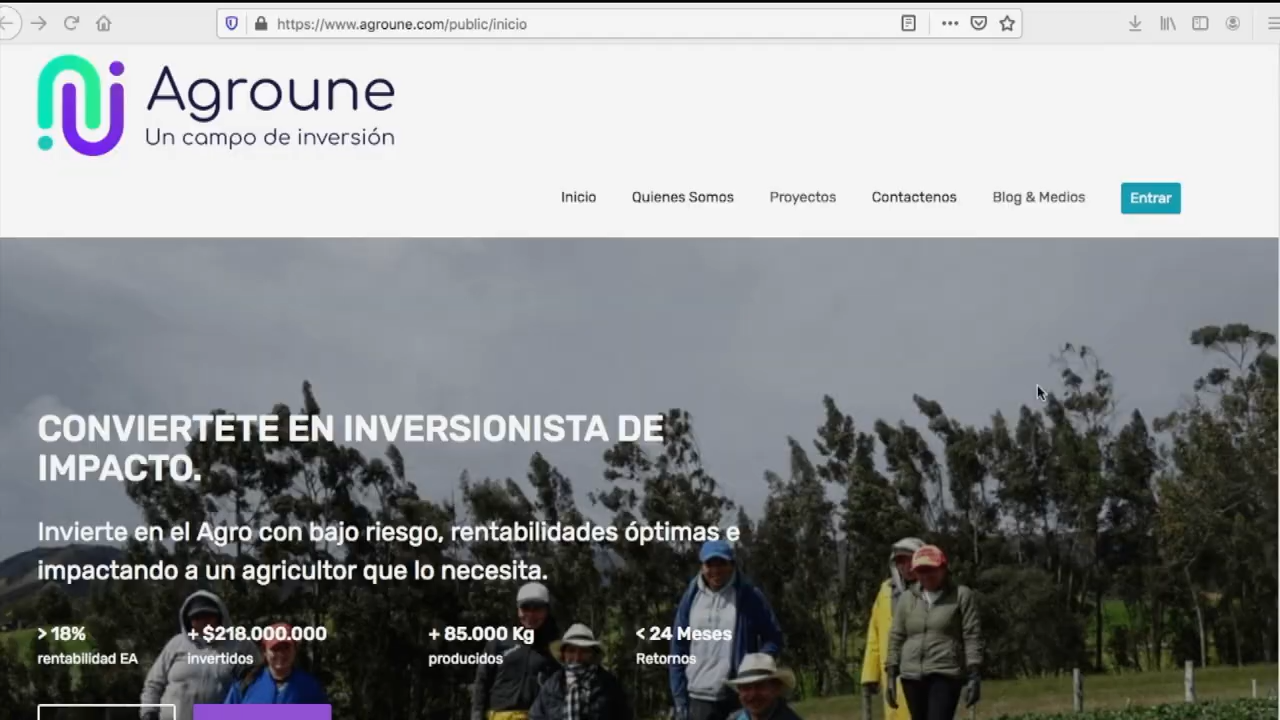 https://www.agroune.com/public/inicio
Agroune
Un campo de inversión
Inicio
Quienes Somos
Proyectos
Contactenos
Blog & Medios
Entrar
CONVIERTETE EN INVERSIONISTA DE
IMPACTO.
Invierte en el Agro con bajo riesgo, rentabilidades óptimas e
impactando a un agricultor que lo necesita.
> 18%
rentabilidad EA
+ $218.000.000
invertidos
+ 85.000 Kg
producidos
< 24 Meses
Retornos